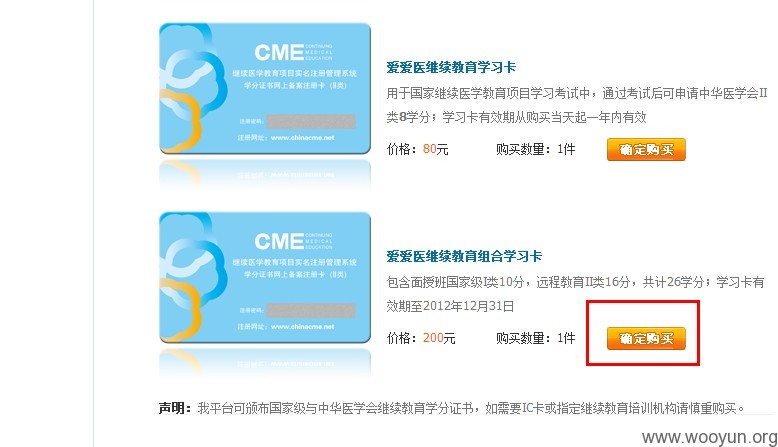 CME CONTINUING MEDICAL EDUCATION
继续医学教育项目实名注册管理系统
学分证书网上备案注册卡（II类）
注册密码：
注册网址：www.chinacme.net
爱爱医继续教育学习卡
用于国家继续医学教育项目学习考试中，通过考试后可申请中华医学会II
类8学分；学习卡有效期从购买当天起一年内有效
价格：80元 购买数量：1件 确定购买
CME CONTINUING MEDICAL EDUCATION
继续医学教育项目实名注册管理系统
学分证书网上备案注册卡（II类）
注册密码：
注册网址：www.chinacme.net
爱爱医继续教育组合学习卡
包含面授班国家级I类10分，远程教育II类16分，共计26学分；学习卡有
效期至2012年12月31日
价格：200元 购买数量：1件 确定购买
声明：我平台可颁布国家级与中华医学会继续教育学分证书，如需要IC卡或指定继续教育培训机构请慎重购买。
www.wooyun.org